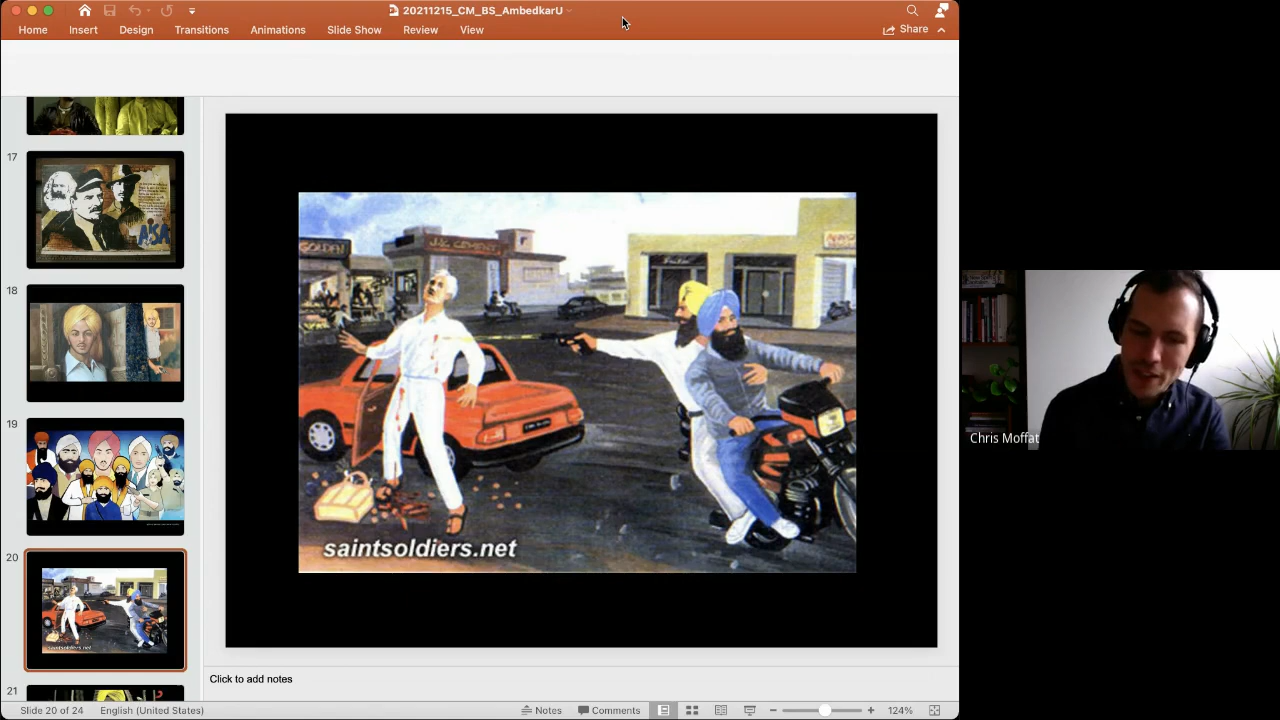 20211215_CM_BS_AmbedkarU
Home Insert Design Transitions Animations Slide Show Review View
Share
17
18
19
20
21
GOLDEN
J.K. CEMENT
saintsoldiers.net
Chris Moffat
Click to add notes
Slide 20 of 24
English (United States)
Notes
Comments
124%